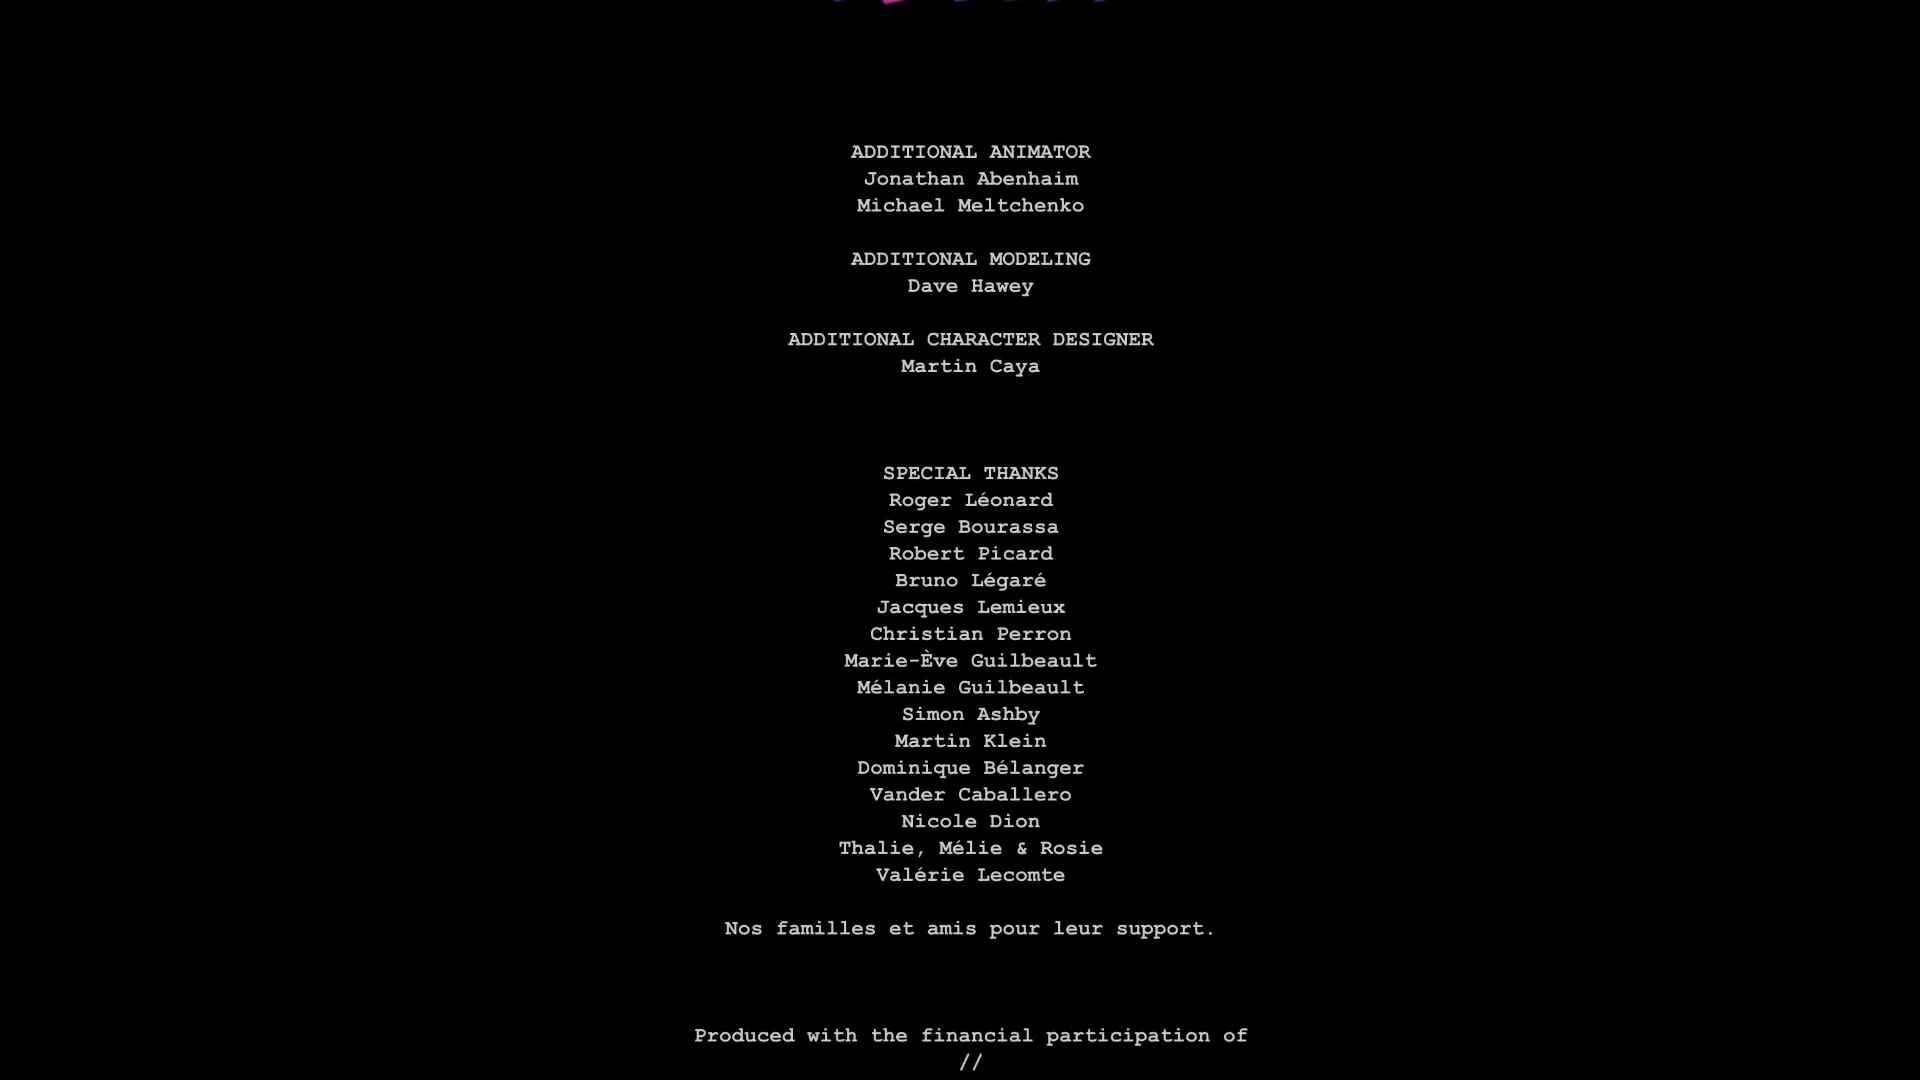 ADDITIONAL ANIMATOR
Jonathan Abenhaim
Michael Meltchenko
ADDITIONAL MODELING
Dave Hawey
ADDITIONAL CHARACTER DESIGNER
Martin Caya
SPECIAL THANKS
Roger Léonard
Serge Bourassa
Robert Picard
Bruno Légaré
Jacques Lemieux
Christian Perron
Marie-Ève Guilbeault
Mélanie Guilbeault
Simon Ashby
Martin Klein
Dominique Bélanger
Vander Caballero
Nicole Dion
Thalie, Mélie & Rosie
Valérie Lecomte
Nos familles et amis pour leur support.
Produced with the financial participation of
//